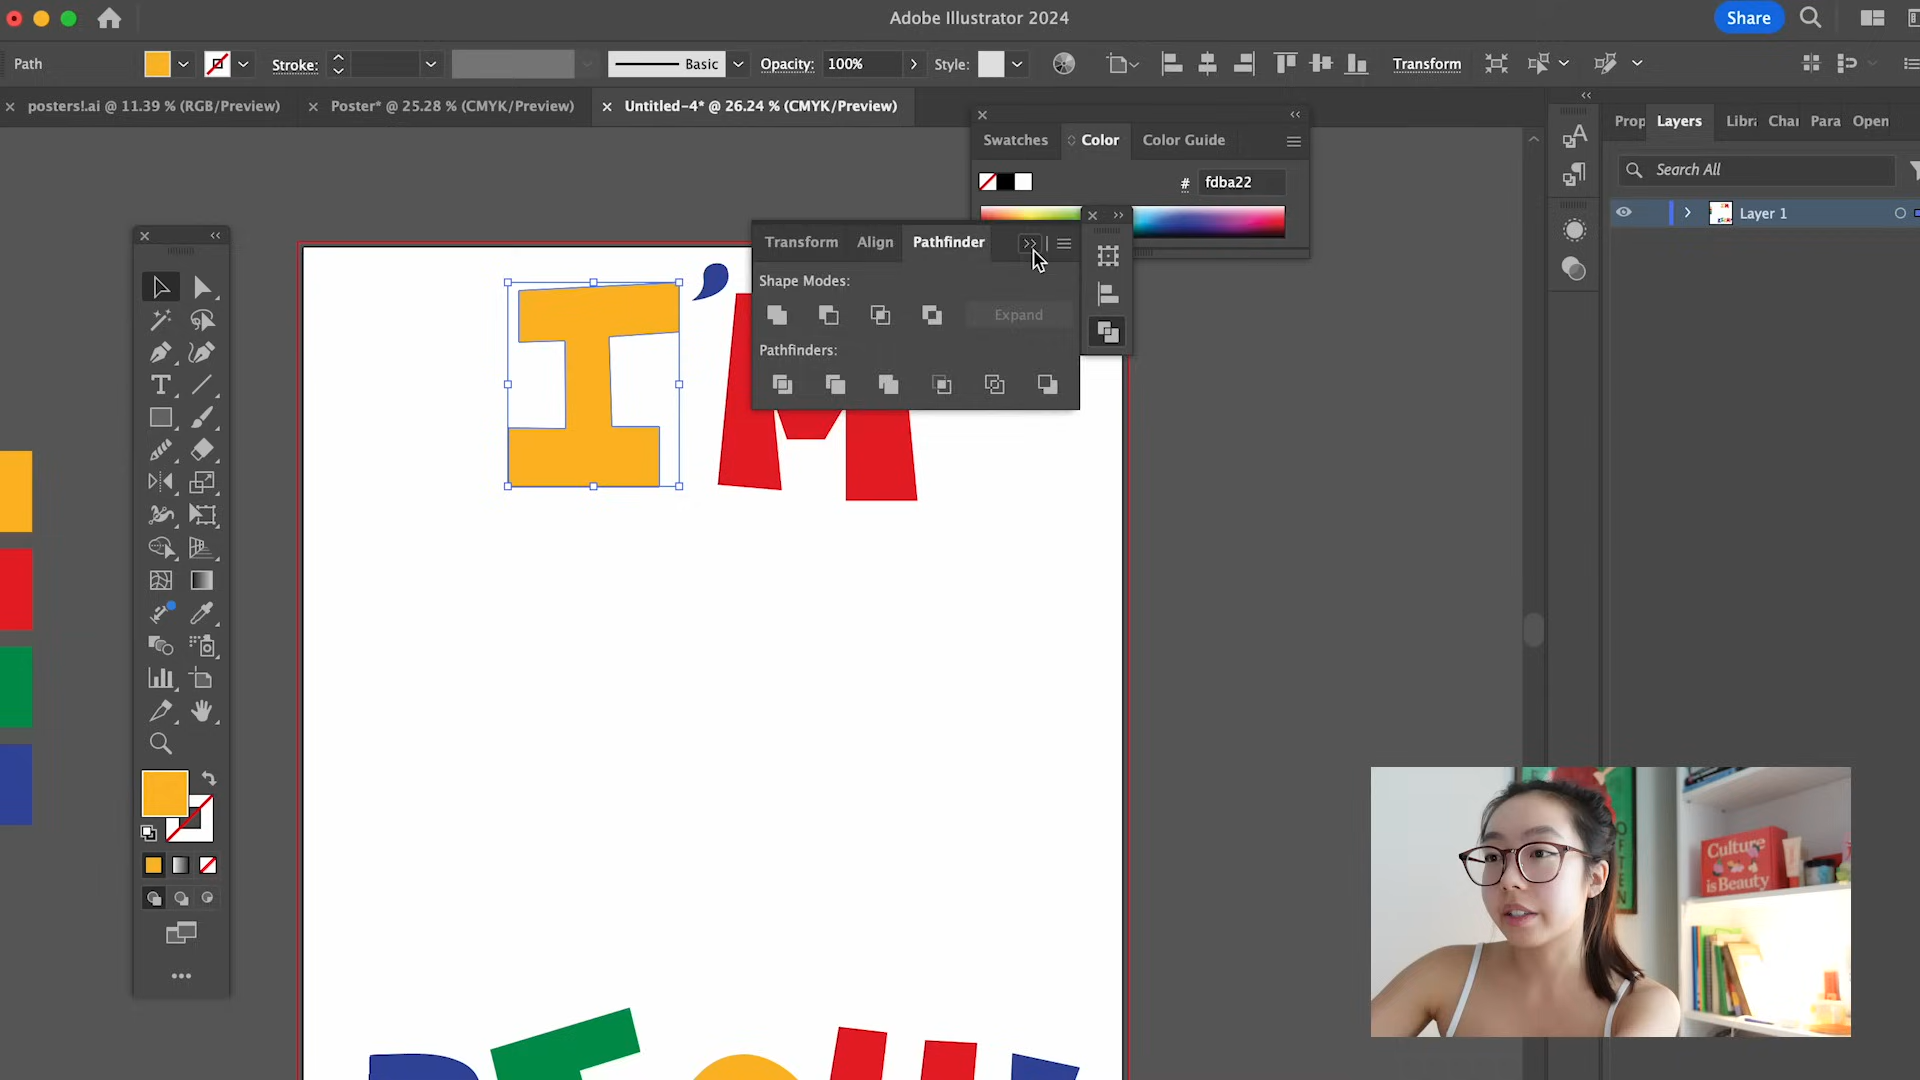 Adobe Illustrator 2024
Share
Path
Stroke:
Basic
Opacity:
100%
Style:
Transform
posters!.ai @ 11.39 % (RGB/Preview)
Poster* @ 25.28 % (CMYK/Preview)
Untitled-4* @ 26.24 % (CMYK/Preview)
Swatches
Color
Color Guide
# fdba22
Prop
Layers
Libra
Char
Para
Open
Search All
Layer 1
Transform
Align
Pathfinder
Shape Modes:
Expand
Pathfinders:
I'M
Culture
is Beauty